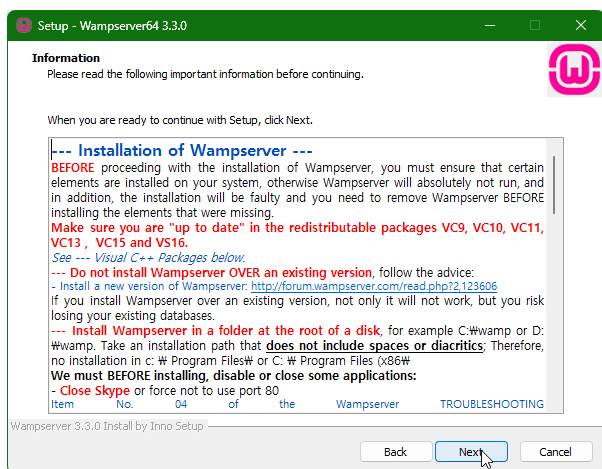 Setup - Wampserver64 3.3.0
Information
Please read the following important information before continuing.
When you are ready to continue with Setup, click Next.
--- Installation of Wampserver ---
BEFORE proceeding with the installation of Wampserver, you must ensure that certain
elements are installed on your system, otherwise Wampserver will absolutely not run, and
in addition, the installation will be faulty and you need to remove Wampserver BEFORE
installing the elements that were missing.
Make sure you are "up to date" in the redistributable packages VC9, VC10, VC11,
VC13 , VC15 and VS16.
See --- Visual C++ Packages below.
--- Do not install Wampserver OVER an existing version, follow the advice:
- Install a new version of Wampserver: http://forum.wampserver.com/read.php?2,123606
If you install Wampserver over an existing version, not only it will not work, but you risk
losing your existing databases.
--- Install Wampserver in a folder at the root of a disk, for example C:₩wamp or D:
₩wamp. Take an installation path that does not include spaces or diacritics; Therefore,
no installation in c: ₩ Program Files₩ or C: ₩ Program Files (x86₩
We must BEFORE installing, disable or close some applications:
- Close Skype or force not to use port 80
Item No. 04 of the Wampserver TROUBLESHOOTING
Wampserver 3.3.0 Install by Inno Setup
Back
Next
Cancel